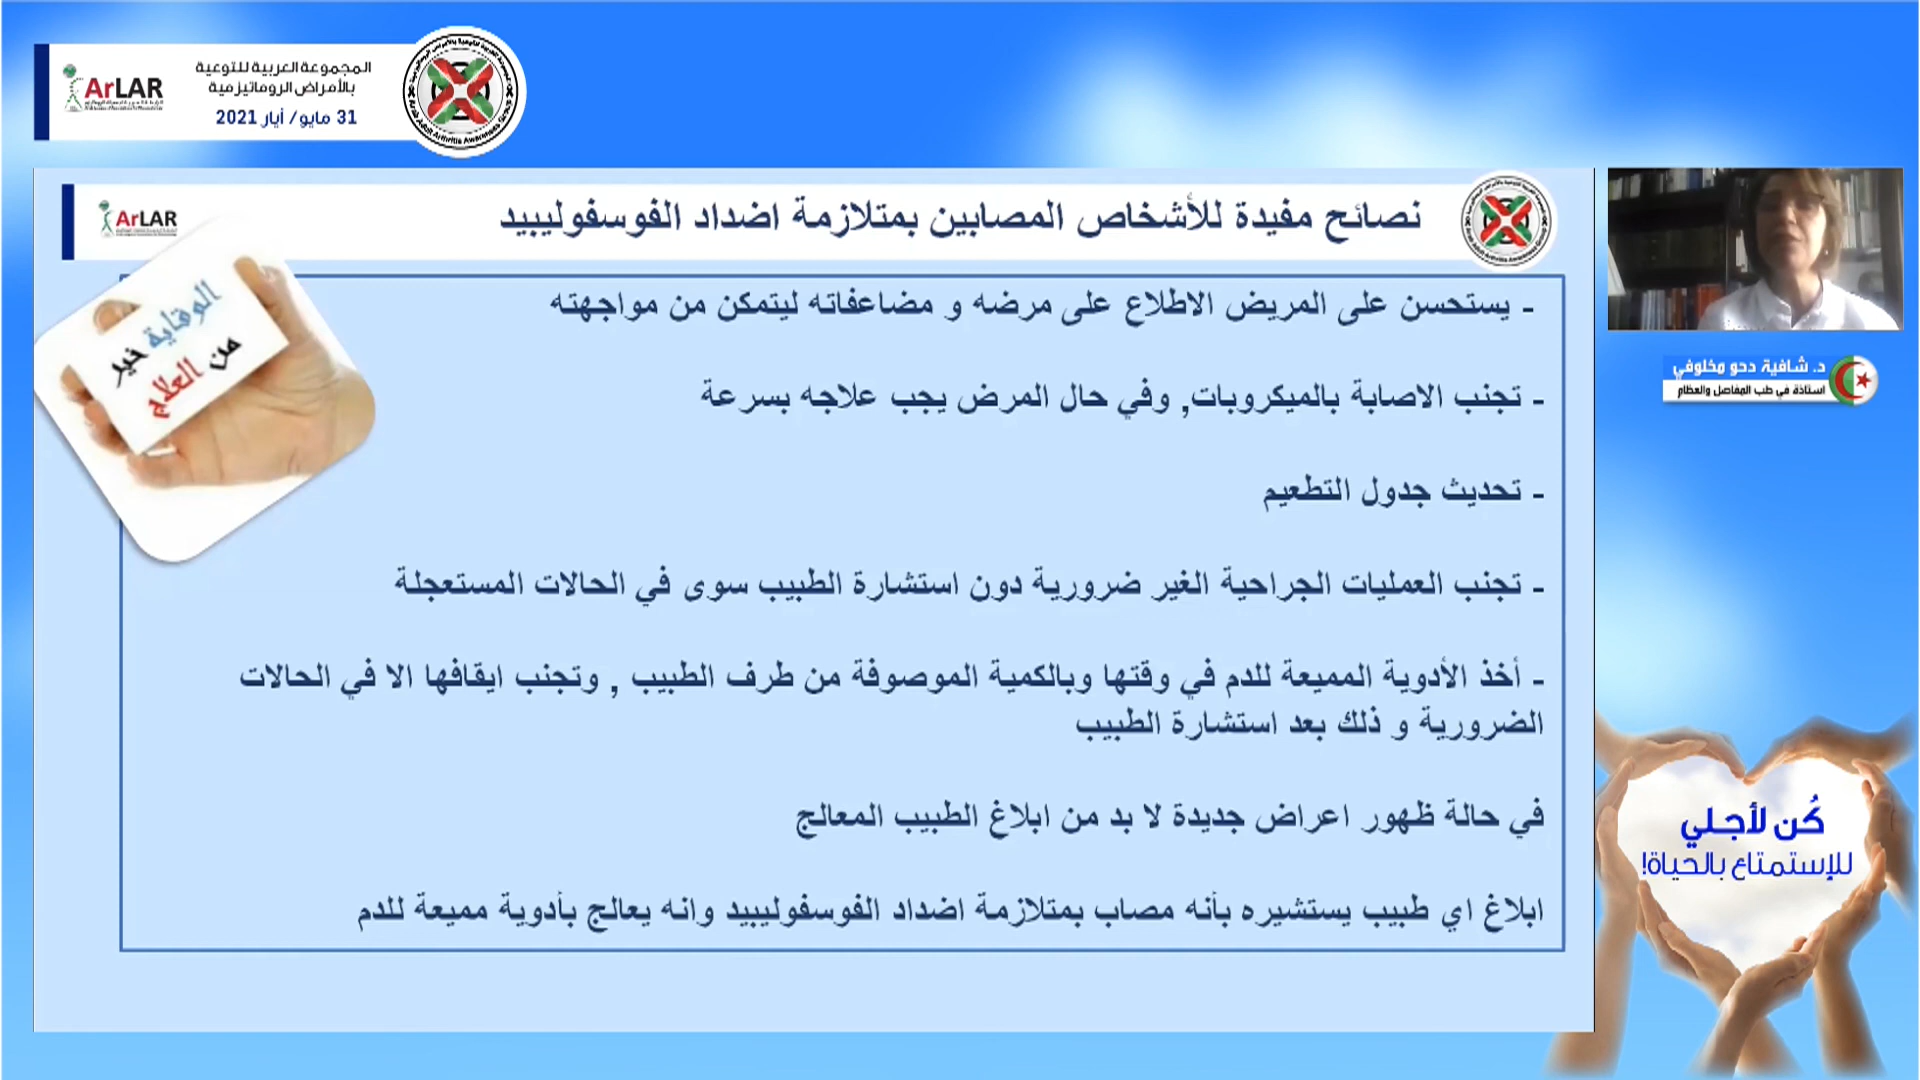 ArLAR
المجموعة العربية للتوعية
بالأمراض الروماتيزمية
31 مايو/ أيار 2021
Arab Adult Arthritis Awareness Group
ArLAR
نصائح مفيدة للأشخاص المصابين بمتلازمة اضداد الفوسفوليبيد
الوقاية خير
من العلاج
- يستحسن على المريض الاطلاع على مرضه و مضاعفاته ليتمكن من مواجهته
- تجنب الاصابة بالميكروبات, وفي حال المرض يجب علاجه بسرعة
- تحديث جدول التطعيم
- تجنب العمليات الجراحية الغير ضرورية دون استشارة الطبيب سوى في الحالات المستعجلة
- أخذ الأدوية المميعة للدم في وقتها وبالكمية الموصوفة من طرف الطبيب , وتجنب ايقافها الا في الحالات
الضرورية و ذلك بعد استشارة الطبيب
في حالة ظهور اعراض جديدة لا بد من ابلاغ الطبيب المعالج
ابلاغ اي طبيب يستشيره بأنه مصاب بمتلازمة اضداد الفوسفوليبيد وانه يعالج بأدوية مميعة للدم
د. شافية دحو مخلوفي
استاذة في طب المفاصل والعظام
كُن لأجلي
للإستمتاع بالحياة!